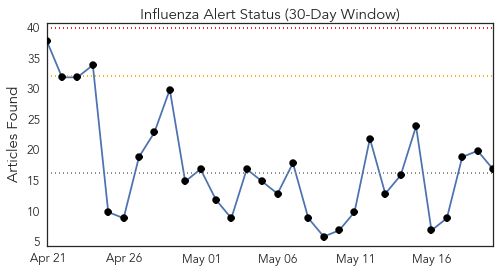 Influenza Alert Status (30-Day Window)
40
35
30
25
20
15
10
5
Articles Found
Apr 21
Apr 26
May 01
May 06
May 11
May 16